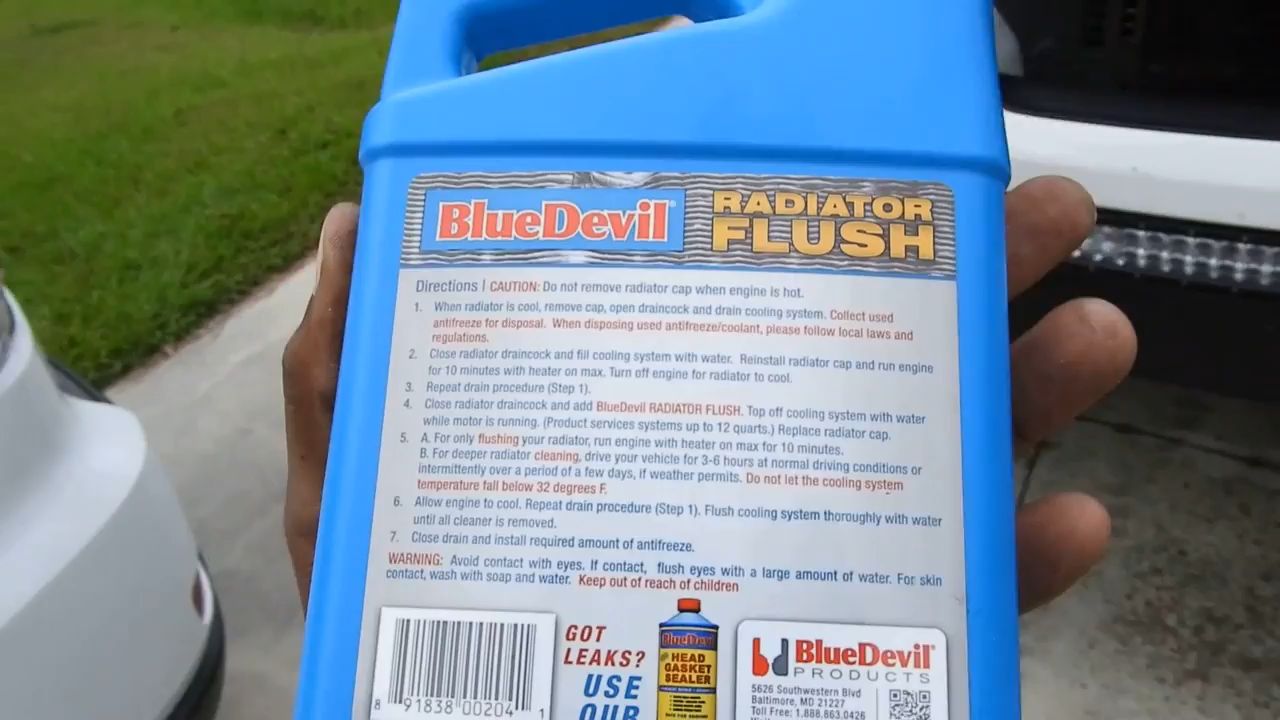 BlueDevil® RADIATOR
FLUSH
Directions | CAUTION: Do not remove radiator cap when engine is hot.
1. When radiator is cool, remove cap, open draincock and drain cooling system. Collect used
antifreeze for disposal. When disposing used antifreeze/coolant, please follow local laws and
regulations.
2. Close radiator draincock and fill cooling system with water. Reinstall radiator cap and run engine
for 10 minutes with heater on max. Turn off engine for radiator to cool.
3. Repeat drain procedure (Step 1).
4. Close radiator draincock and add BlueDevil RADIATOR FLUSH. Top off cooling system with water
while motor is running. (Product services systems up to 12 quarts.) Replace radiator cap.
5. A. For only flushing your radiator, run engine with heater on max for 10 minutes.
B. For deeper radiator cleaning, drive your vehicle for 3-6 hours at normal driving conditions or
intermittently over a period of a few days, if weather permits. Do not let the cooling system
temperature fall below 32 degrees F.
6. Allow engine to cool. Repeat drain procedure (Step 1). Flush cooling system thoroughly with water
until all cleaner is removed.
7. Close drain and install required amount of antifreeze.
WARNING: Avoid contact with eyes. If contact, flush eyes with a large amount of water. For skin
contact, wash with soap and water. Keep out of reach of children
8 91838 00204 1
GOT
LEAKS?
USE
OUR
BlueDevil
HEAD
GASKET
SEALER
BlueDevil®
PRODUCTS
5626 Southwestern Blvd
Baltimore, MD 21227
Toll Free: 1.888.863.0426